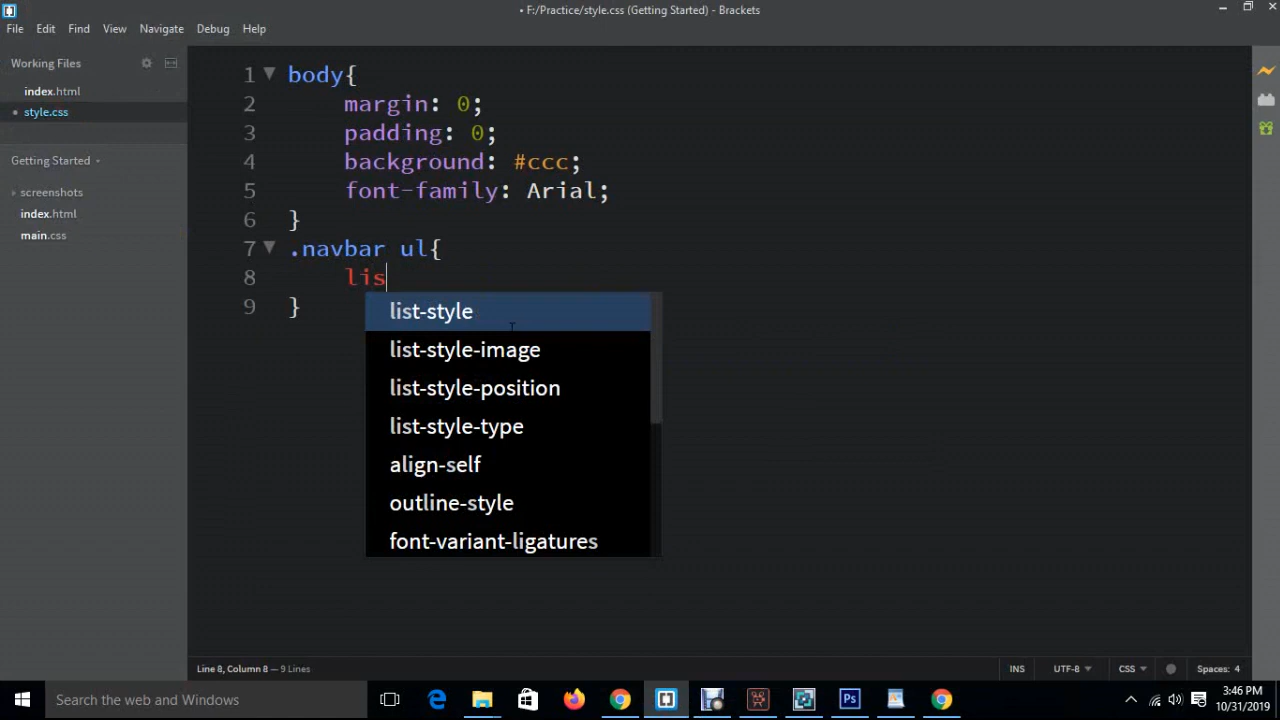 • F:/Practice/style.css (Getting Started) - Brackets
File Edit Find View Navigate Debug Help
Working Files
index.html
• style.css
Getting Started
screenshots
index.html
main.css
1 body{
2 margin: 0;
3 padding: 0;
4 background: #ccc;
5 font-family: Arial;
6 }
7 .navbar ul{
8 lis
9 }
list-style
list-style-image
list-style-position
list-style-type
align-self
outline-style
font-variant-ligatures
Line 8, Column 8 — 9 Lines
INS UTF-8 CSS Spaces: 4
Search the web and Windows
Ps
3:46 PM
10/31/2019